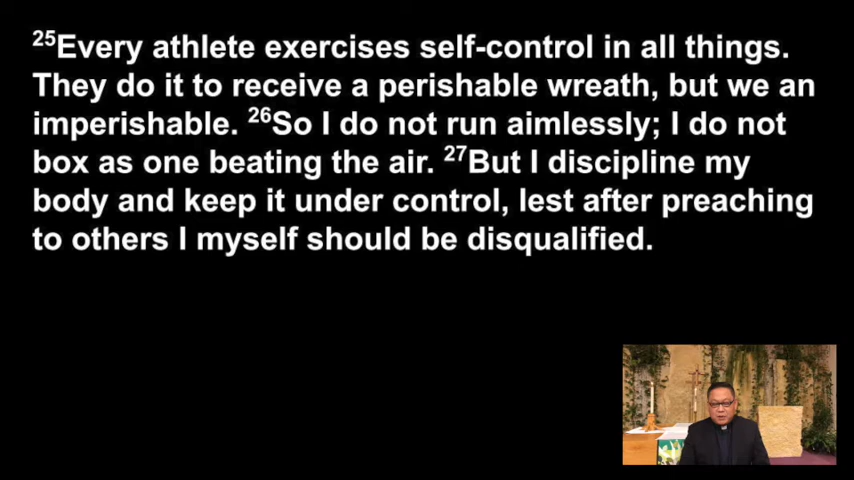 ²⁵Every athlete exercises self-control in all things.
They do it to receive a perishable wreath, but we an
imperishable. ²⁶So I do not run aimlessly; I do not
box as one beating the air. ²⁷But I discipline my
body and keep it under control, lest after preaching
to others I myself should be disqualified.